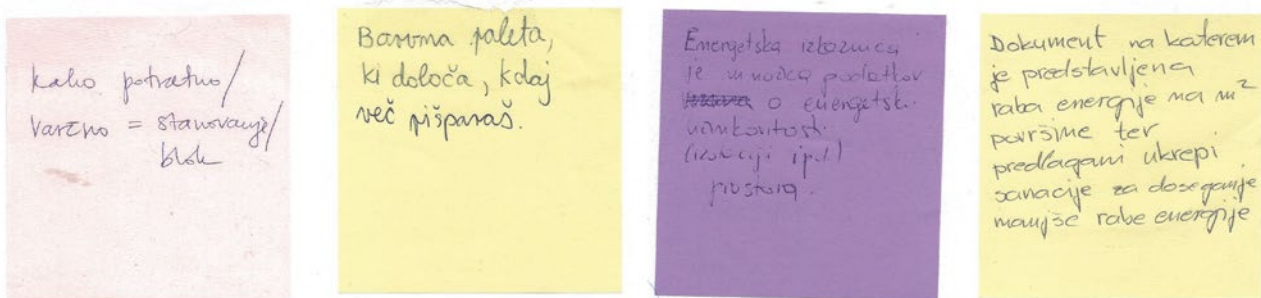 kako potratno/
varčno = stanovanje/
blok
Barvna paleta,
ki določa, kdaj
več pišparaš.
Energetska izkaznica
je množica podatkov
o energetski
učinkovitosti
(izolaciji ipd.)
prostora.
Dokument na katerem
je predstavljena
raba energije na m²
površine ter
predlagani ukrepi
sanacije za doseganje
manjše rabe energije